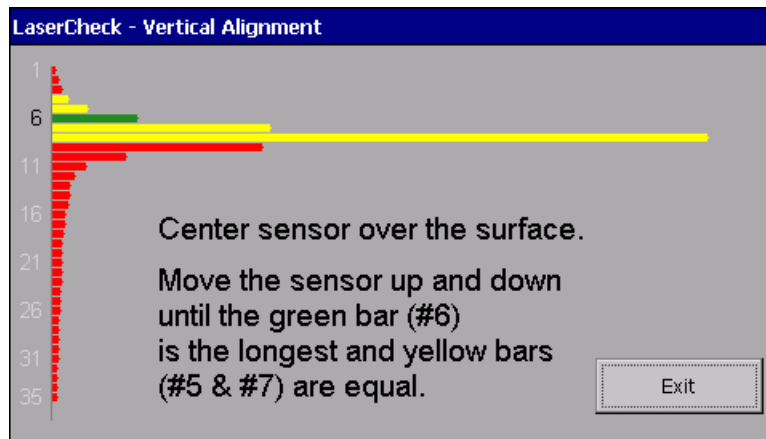 LaserCheck - Vertical Alignment
1
6
11
16
21
26
31
35
Center sensor over the surface.
Move the sensor up and down
until the green bar (#6)
is the longest and yellow bars
(#5 & #7) are equal.
Exit